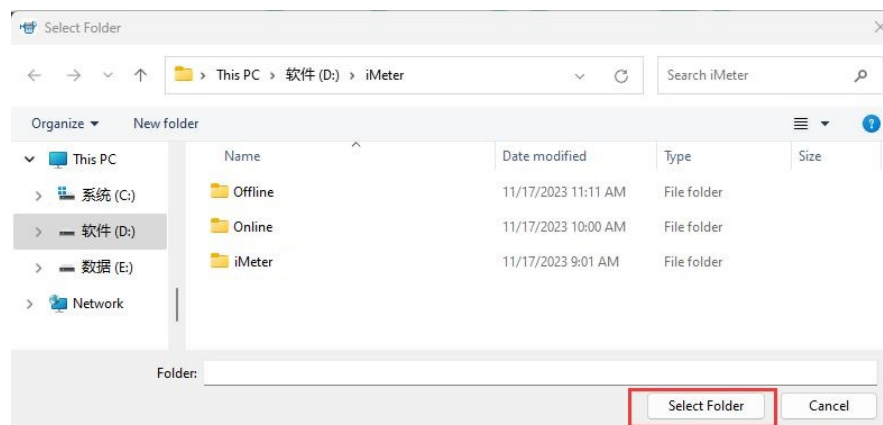 Select Folder
This PC > 软件 (D:) > iMeter
Search iMeter
Organize
New folder
Name Date modified Type Size
This PC
系统 (C:)
软件 (D:)
数据 (E:)
Network
Offline 11/17/2023 11:11 AM File folder
Online 11/17/2023 10:00 AM File folder
iMeter 11/17/2023 9:01 AM File folder
Folder:
Select Folder
Cancel